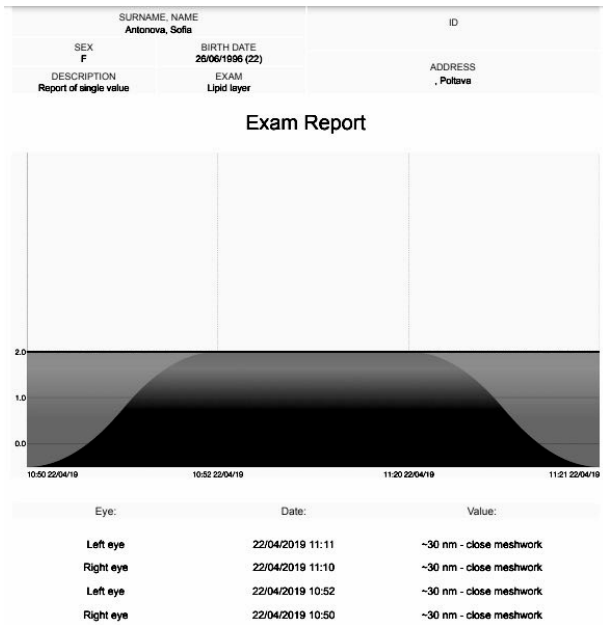 SURNAME, NAME
Antonova, Sofia
ID
SEX
F
BIRTH DATE
26/06/1996 (22)
ADDRESS
, Poltava
DESCRIPTION
Report of single value
EXAM
Lipid layer
Exam Report
2.0
1.0
0.0
10:50 22/04/19 10:52 22/04/19 11:20 22/04/19 11:21 22/04/19
Eye: Date: Value:
Left eye 22/04/2019 11:11 ~30 nm - close meshwork
Right eye 22/04/2019 11:10 ~30 nm - close meshwork
Left eye 22/04/2019 10:52 ~30 nm - close meshwork
Right eye 22/04/2019 10:50 ~30 nm - close meshwork